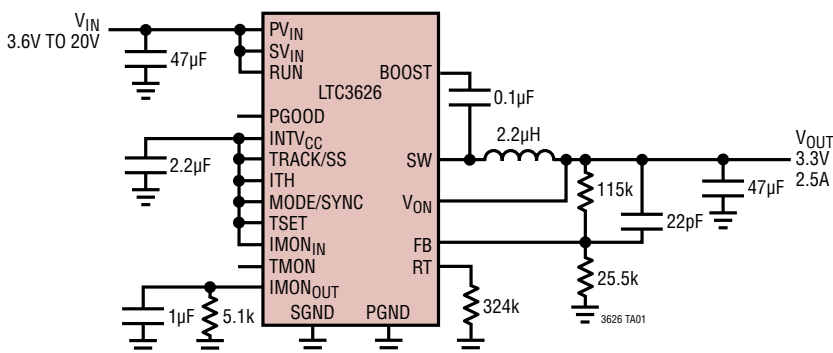 VIN
3.6V TO 20V
47µF
PVIN
SVIN
RUN
BOOST
LTC3626
0.1µF
PGOOD
INTVCC
2.2µF
TRACK/SS
ITH
MODE/SYNC
TSET
IMONIN
TMON
IMONOUT
1µF
5.1k
SGND
PGND
SW
2.2µH
VON
FB
RT
324k
115k
22pF
25.5k
47µF
VOUT
3.3V
2.5A
3626 TA01